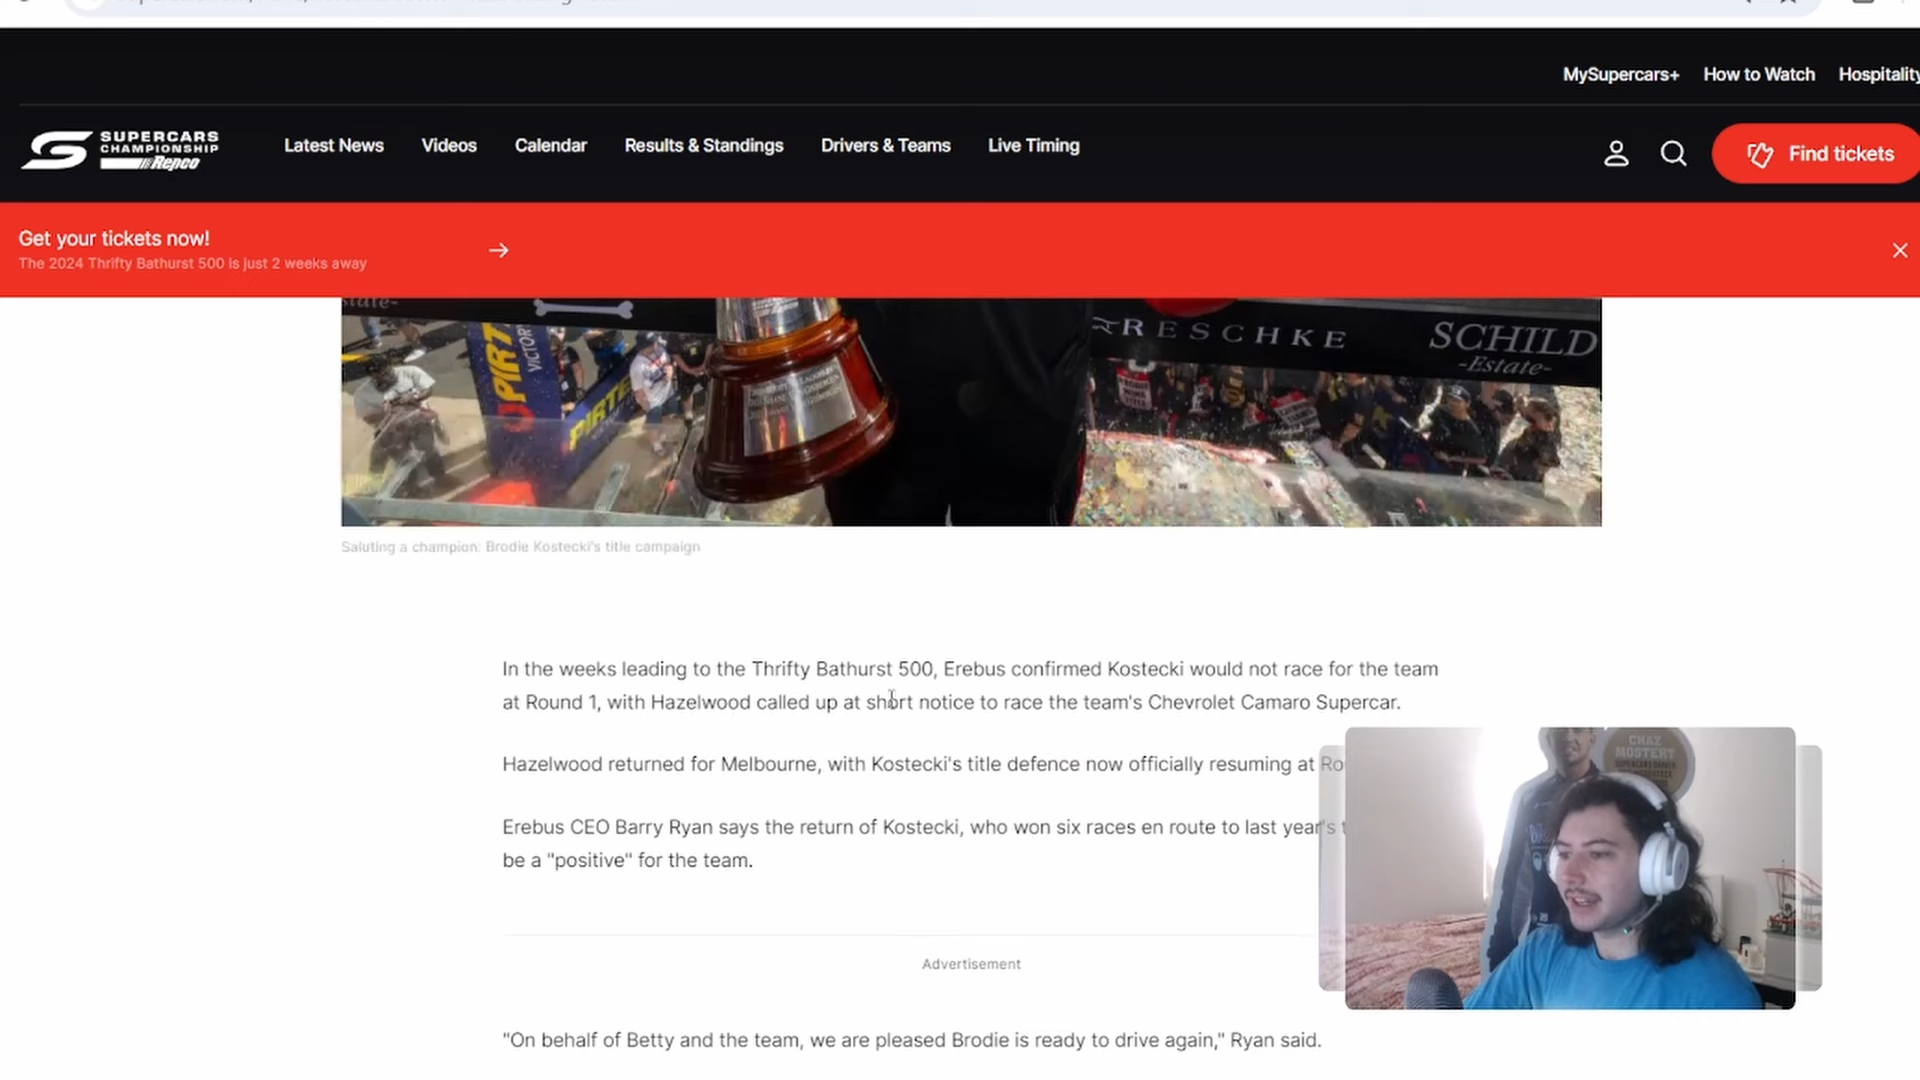 MySupercars+ How to Watch Hospitality
SUPERCARS
CHAMPIONSHIP
Repco
Latest News Videos Calendar Results & Standings Drivers & Teams Live Timing
Find tickets
Get your tickets now!
The 2024 Thrifty Bathurst 500 is just 2 weeks away
PIRT
VICTORY
PIRTE
RESCHKE
SCHILD
-Estate-
Saluting a champion: Brodie Kostecki's title campaign
In the weeks leading to the Thrifty Bathurst 500, Erebus confirmed Kostecki would not race for the team
at Round 1, with Hazelwood called up at short notice to race the team's Chevrolet Camaro Supercar.
Hazelwood returned for Melbourne, with Kostecki's title defence now officially resuming at Ro
Erebus CEO Barry Ryan says the return of Kostecki, who won six races en route to last year's t
be a "positive" for the team.
CHAZ
MOSTERT
Advertisement
"On behalf of Betty and the team, we are pleased Brodie is ready to drive again," Ryan said.